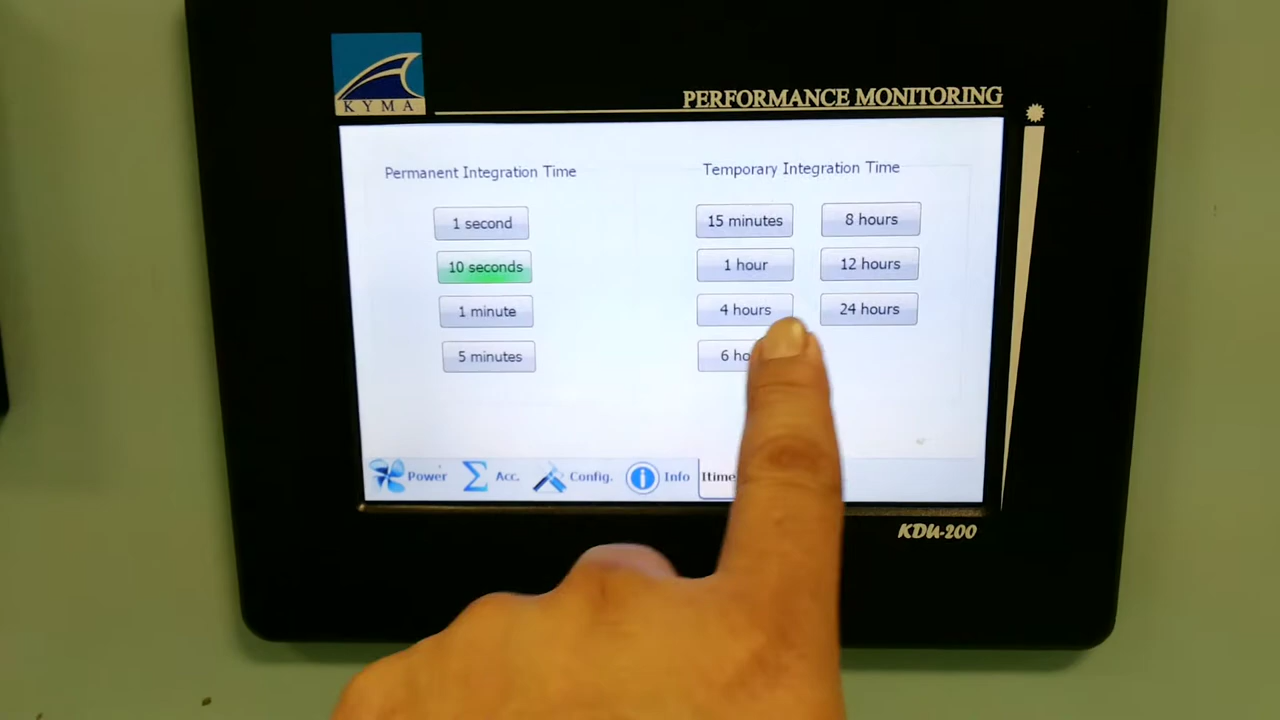 KYMA
PERFORMANCE MONITORING
Permanent Integration Time
1 second
10 seconds
1 minute
5 minutes
Temporary Integration Time
15 minutes
8 hours
1 hour
12 hours
4 hours
24 hours
6 ho
Power
Acc.
Config.
Info
Itime
KDU-200